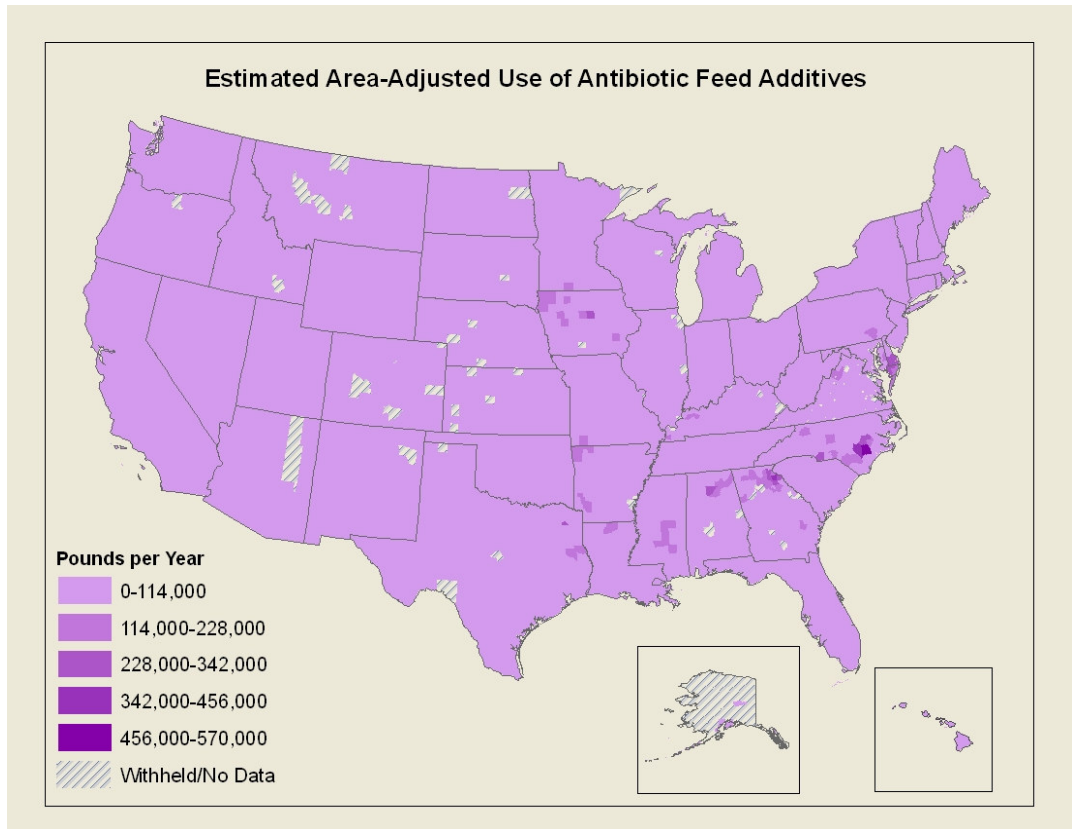 Estimated Area-Adjusted Use of Antibiotic Feed Additives
Pounds per Year
0-114,000
114,000-228,000
228,000-342,000
342,000-456,000
456,000-570,000
Withheld/No Data